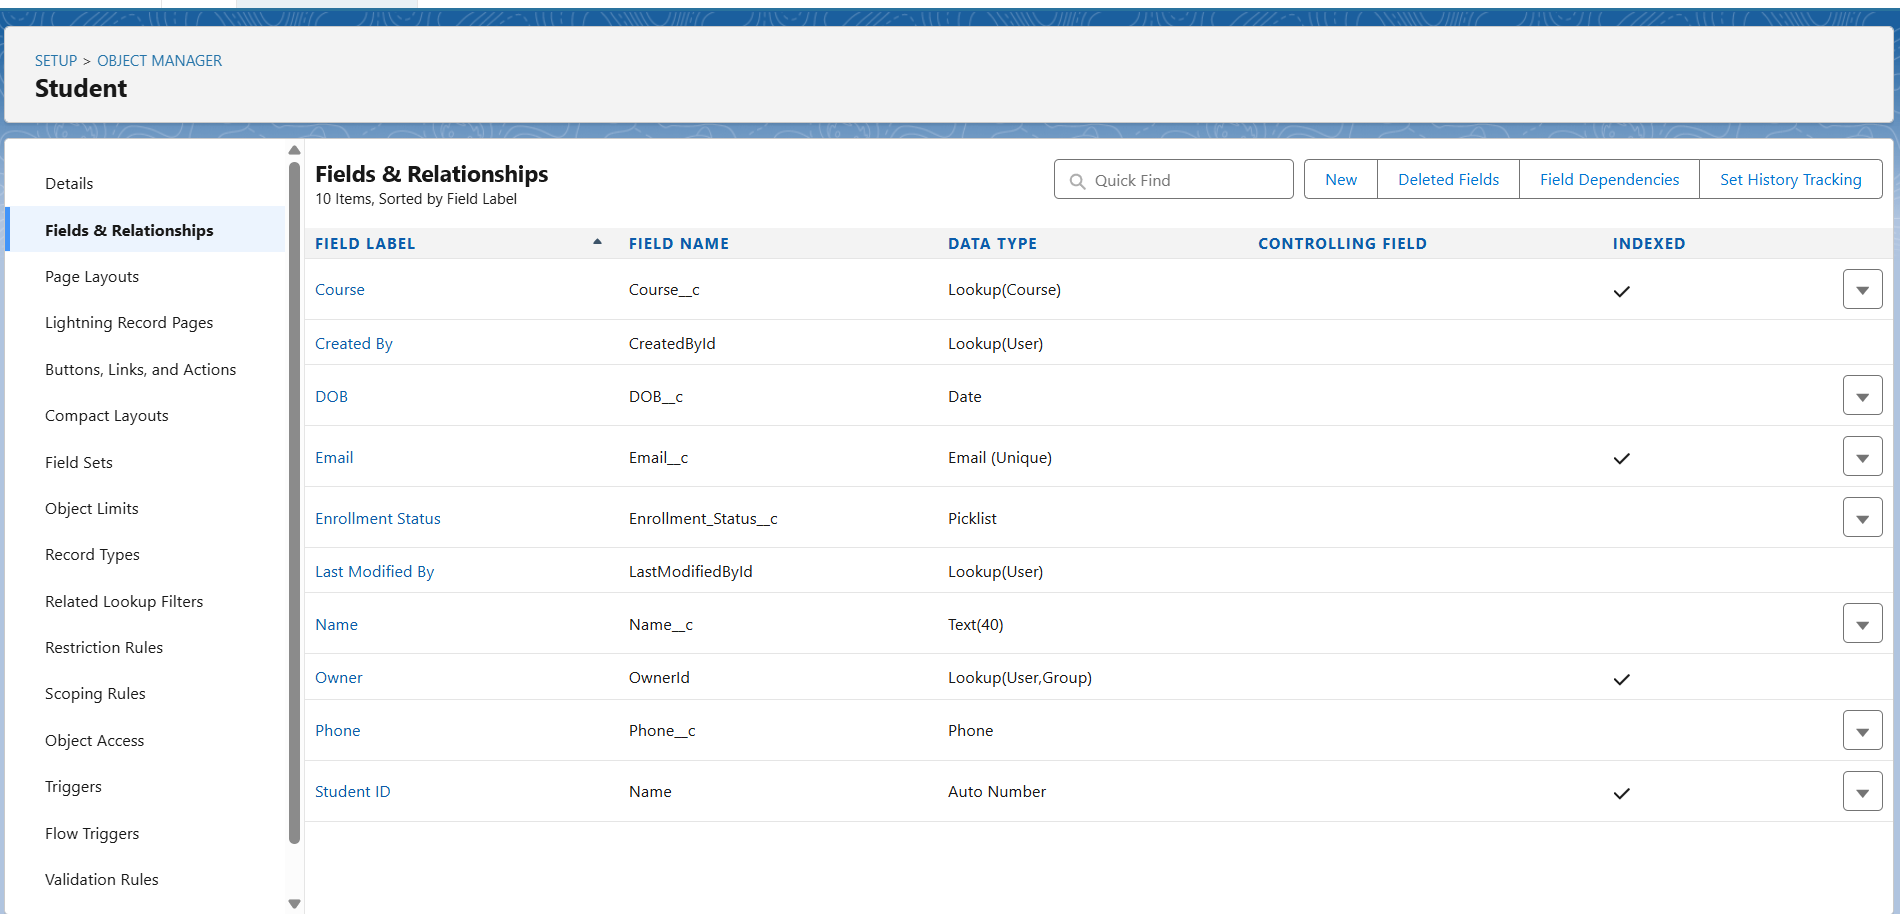 SETUP > OBJECT MANAGER
Student
Details
Fields & Relationships
Page Layouts
Lightning Record Pages
Buttons, Links, and Actions
Compact Layouts
Field Sets
Object Limits
Record Types
Related Lookup Filters
Restriction Rules
Scoping Rules
Object Access
Triggers
Flow Triggers
Validation Rules
Fields & Relationships
10 Items, Sorted by Field Label
Quick Find
New Deleted Fields Field Dependencies Set History Tracking
FIELD LABEL FIELD NAME DATA TYPE CONTROLLING FIELD INDEXED
Course Course__c Lookup(Course)
Created By CreatedById Lookup(User)
DOB DOB__c Date
Email Email__c Email (Unique)
Enrollment Status Enrollment_Status__c Picklist
Last Modified By LastModifiedById Lookup(User)
Name Name__c Text(40)
Owner OwnerId Lookup(User,Group)
Phone Phone__c Phone
Student ID Name Auto Number